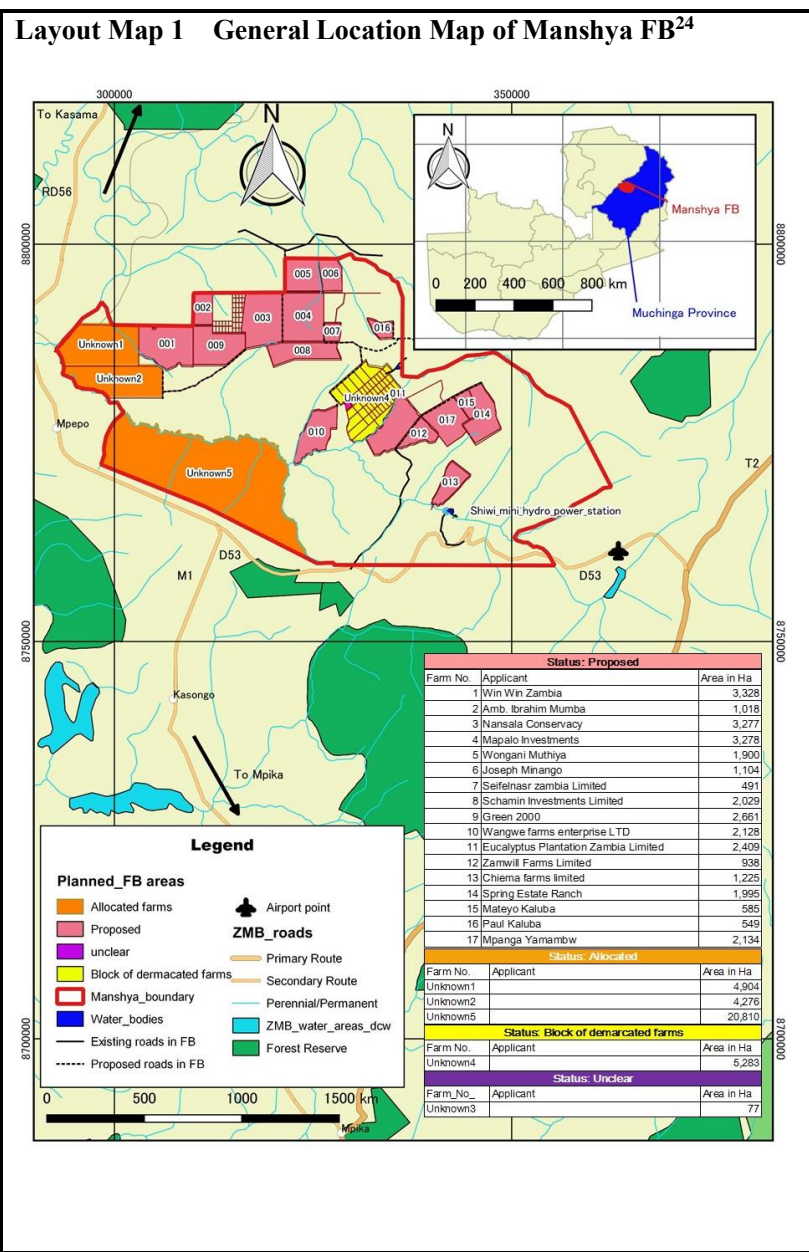 Layout Map 1 General Location Map of Manshya FB24
300000 350000
To Kasama
N
RD56
N
Manshya FB
0 200 400 600 800 km
Muchinga Province
8800000 8800000
005 006
002
003 004
007 016
Unknown1 001 009 008
Unknown2
Unknown4 011
015
014
017
012
010
Mpepo
Unknown5
013
Shiwi_mini_hydro_power_station
T2
D53
M1
D53
8750000 8750000
Kasongo
To Mpika
Status: Proposed
Farm No. Applicant Area in Ha
1 Win Win Zambia 3,328
2 Amb. Ibrahim Mumba 1,018
3 Nansala Conservacy 3,277
4 Mapalo Investments 3,278
5 Wongani Muthiya 1,900
6 Joseph Minango 1,104
7 Seifelnasr zambia Limited 491
8 Schamin Investments Limited 2,029
9 Green 2000 2,661
10 Wangwe farms enterprise LTD 2,128
11 Eucalyptus Plantation Zambia Limited 2,409
12 Zamwill Farms Limited 938
13 Chiema farms limited 1,225
14 Spring Estate Ranch 1,995
15 Mateyo Kaluba 585
16 Paul Kaluba 549
17 Mpanga Yamambw 2,134
Status: Allocated
Farm No. Applicant Area in Ha
Unknown1 4,904
Unknown2 4,276
Unknown5 20,810
Status: Block of demarcated farms
Farm No. Applicant Area in Ha
Unknown4 5,283
Status: Unclear
Farm_No_ Applicant Area in Ha
Unknown3 77
8700000 8700000
Legend
Planned_FB areas
Allocated farms
Proposed
unclear
Block of dermacated farms
Manshya_boundary
Water_bodies
Existing roads in FB
Proposed roads in FB
Airport point
ZMB_roads
Primary Route
Secondary Route
Perennial/Permanent
ZMB_water_areas_dcw
Forest Reserve
0 500 1000 1500 km
Mpika